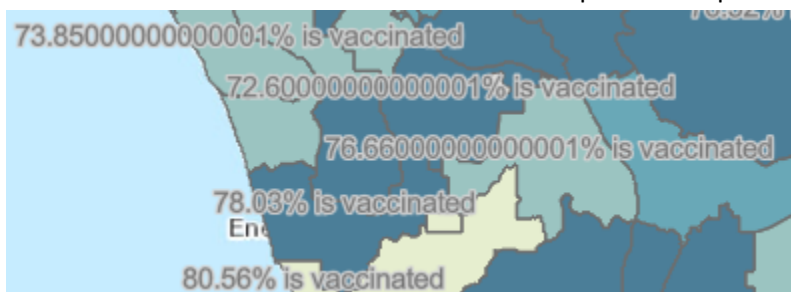 73.85000000000001% is vaccinated
72.60000000000001% is vaccinated
76.66000000000001% is vaccinated
78.03% is vaccinated
80.56% is vaccinated